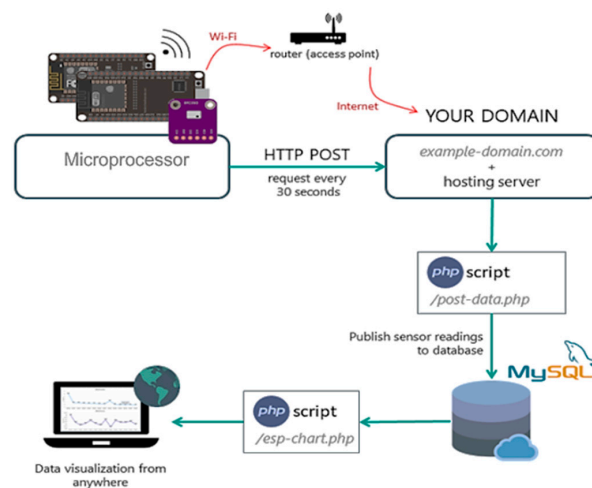 Wi-Fi
router (access point)
Internet
YOUR DOMAIN
Microprocessor
HTTP POST
request every
30 seconds
example-domain.com
+
hosting server
php script
/post-data.php
Publish sensor readings
to database
MySQL
php script
/esp-chart.php
Data visualization from
anywhere